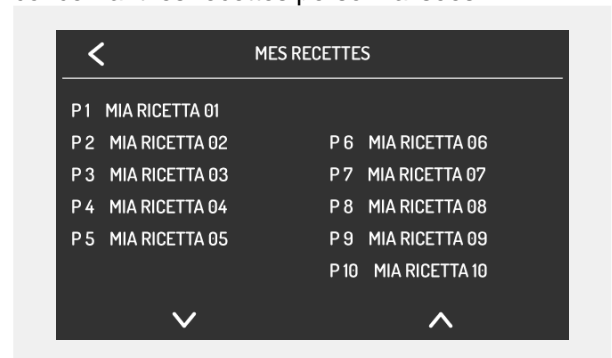 MES RECETTES
P1 MIA RICETTA 01
P2 MIA RICETTA 02
P3 MIA RICETTA 03
P4 MIA RICETTA 04
P5 MIA RICETTA 05
P6 MIA RICETTA 06
P7 MIA RICETTA 07
P8 MIA RICETTA 08
P9 MIA RICETTA 09
P10 MIA RICETTA 10